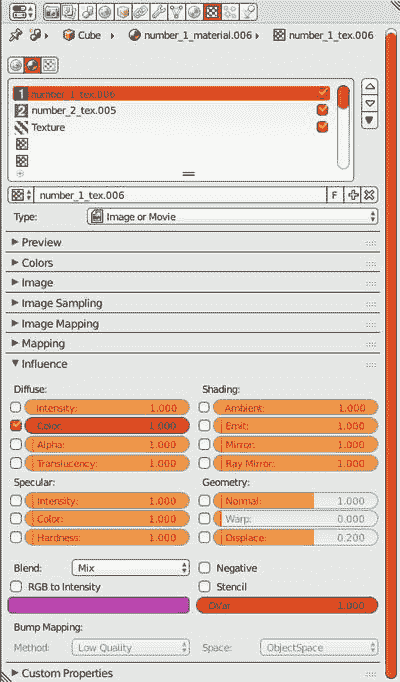 Cube number_1_material.006 number_1_tex.006
1 number_1_tex.006
2 number_2_tex.005
Texture
number_1_tex.006 F
Type: Image or Movie
Preview
Colors
Image
Image Sampling
Image Mapping
Mapping
Influence
Diffuse: Shading:
Intensity: 1.000 Ambient: 1.000
Color: 1.000 Emit: 1.000
Alpha: 1.000 Mirror: 1.000
Translucency: 1.000 Ray Mirror: 1.000
Specular: Geometry:
Intensity: 1.000 Normal: 1.000
Color: 1.000 Warp: 0.000
Hardness: 1.000 Displace: 0.200
Blend: Mix Negative
RGB to Intensity Stencil
DVar 1.000
Bump Mapping:
Method: Low Quality Space: ObjectSpace
Custom Properties